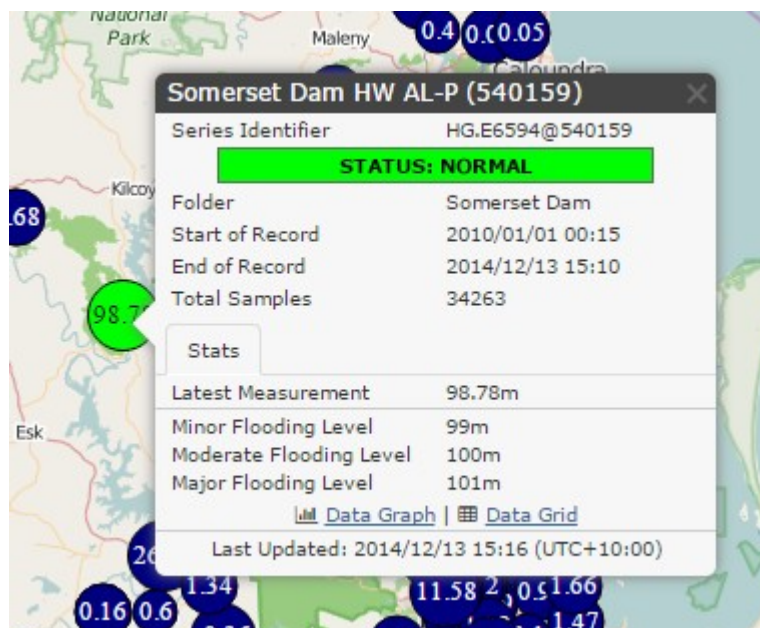 National
Park
Maleny
0.4
0.05
Caloundra
Somerset Dam HW AL-P (540159)
Series Identifier HG.E6594@540159
STATUS: NORMAL
Kilcoy
Folder Somerset Dam
.68
Start of Record 2010/01/01 00:15
End of Record 2014/12/13 15:10
Total Samples 34263
98.7
Stats
Latest Measurement 98.78m
Minor Flooding Level 99m
Esk
Moderate Flooding Level 100m
Major Flooding Level 101m
Data Graph | Data Grid
Last Updated: 2014/12/13 15:16 (UTC+10:00)
26
1.34
11.58
2
1.66
0.16
0.6
1.47